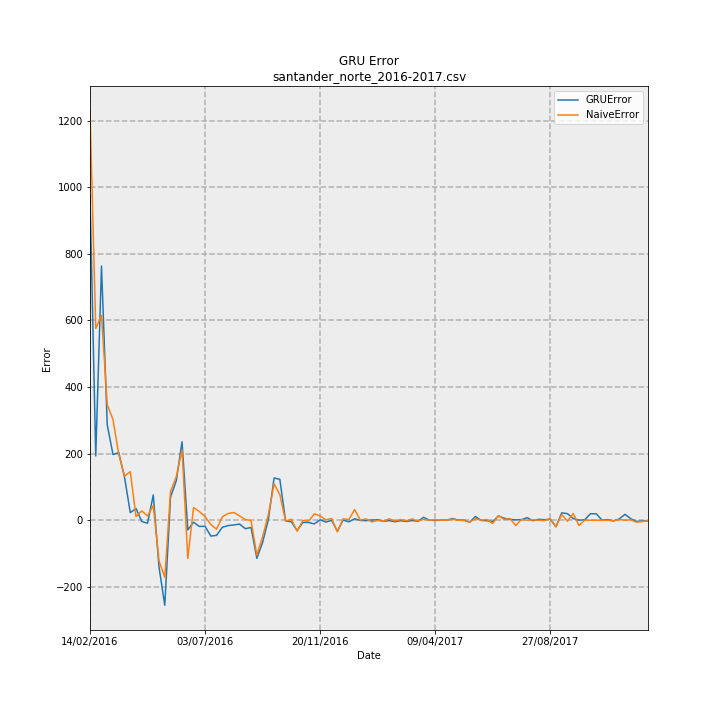 GRU Error
santander_norte_2016-2017.csv
GRUError
NaiveError
1200
1000
800
600
400
200
0
−200
Error
14/02/2016
03/07/2016
20/11/2016
09/04/2017
27/08/2017
Date